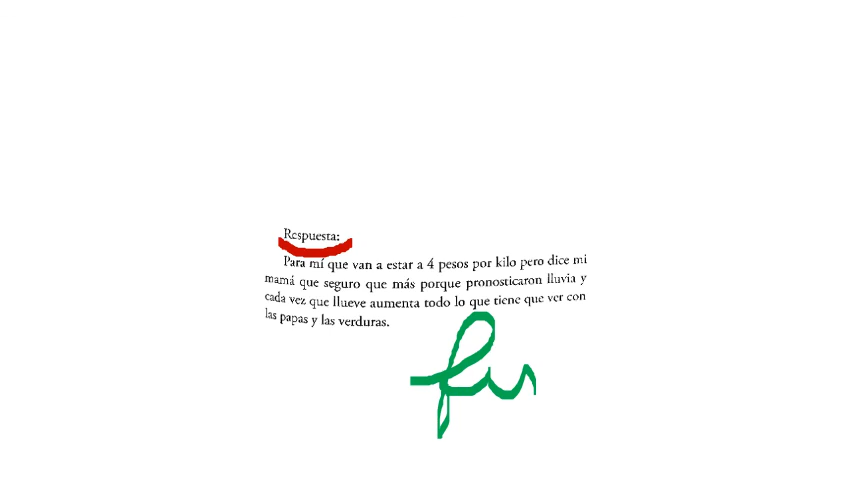 Respuesta:
Para mí que van a estar a 4 pesos por kilo pero dice mi
mamá que seguro que más porque pronosticaron lluvia y
cada vez que llueve aumenta todo lo que tiene que ver con
las papas y las verduras.